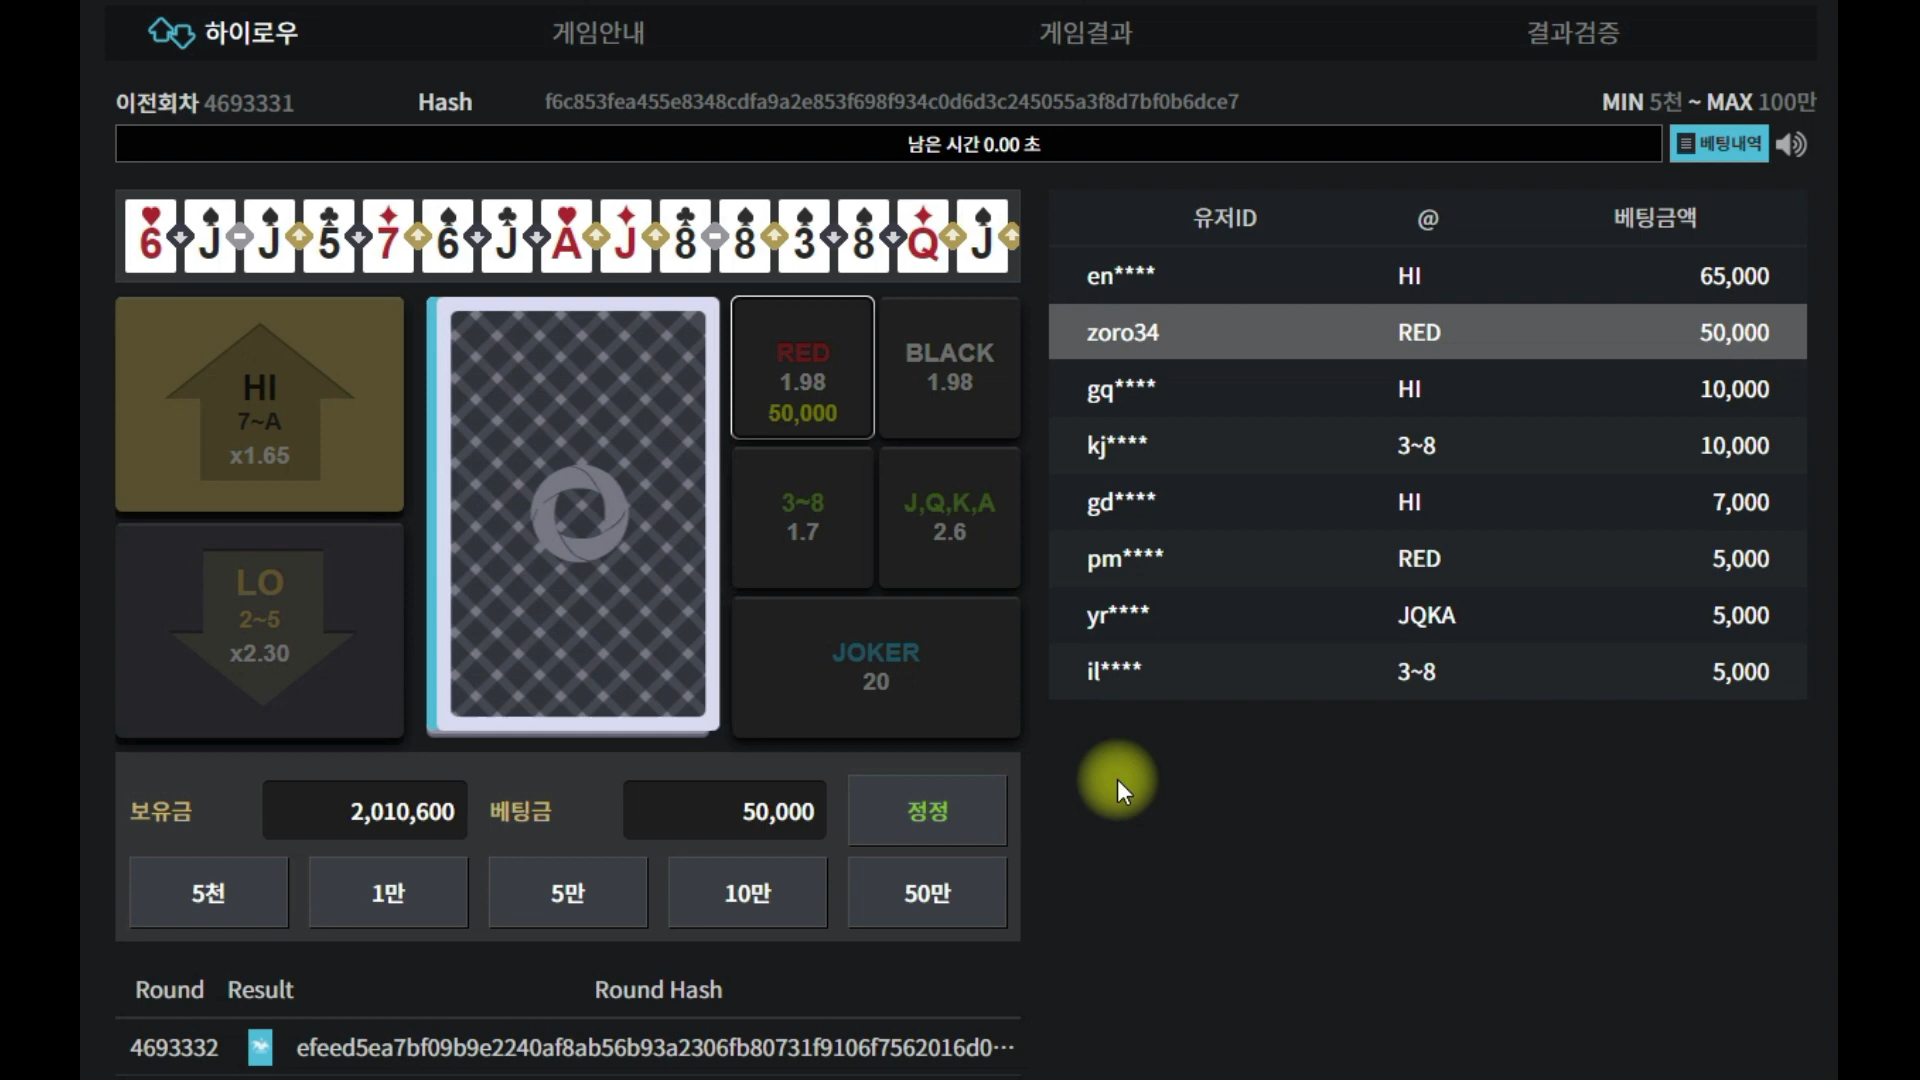 하이로우 게임안내 게임결과 결과검증
이전회차 4693331 Hash f6c853fea455e8348cdfa9a2e853f698f934c0d6d3c245055a3f8d7bf0b6dce7 MIN 5천 ~ MAX 100만
남은 시간 0.00 초 베팅내역
6 J J 5 7 6 J A J 8 8 3 8 Q J
HI
7~A
x1.65
LO
2~5
x2.30
RED
1.98
50,000
BLACK
1.98
3~8
1.7
J,Q,K,A
2.6
JOKER
20
유저ID @ 베팅금액
en**** HI 65,000
zoro34 RED 50,000
gq**** HI 10,000
kj**** 3~8 10,000
gd**** HI 7,000
pm**** RED 5,000
yr**** JQKA 5,000
il**** 3~8 5,000
보유금 2,010,600 베팅금 50,000 정정
5천 1만 5만 10만 50만
Round Result Round Hash
4693332 efeed5ea7bf09b9e2240af8ab56b93a2306fb80731f9106f7562016d0···